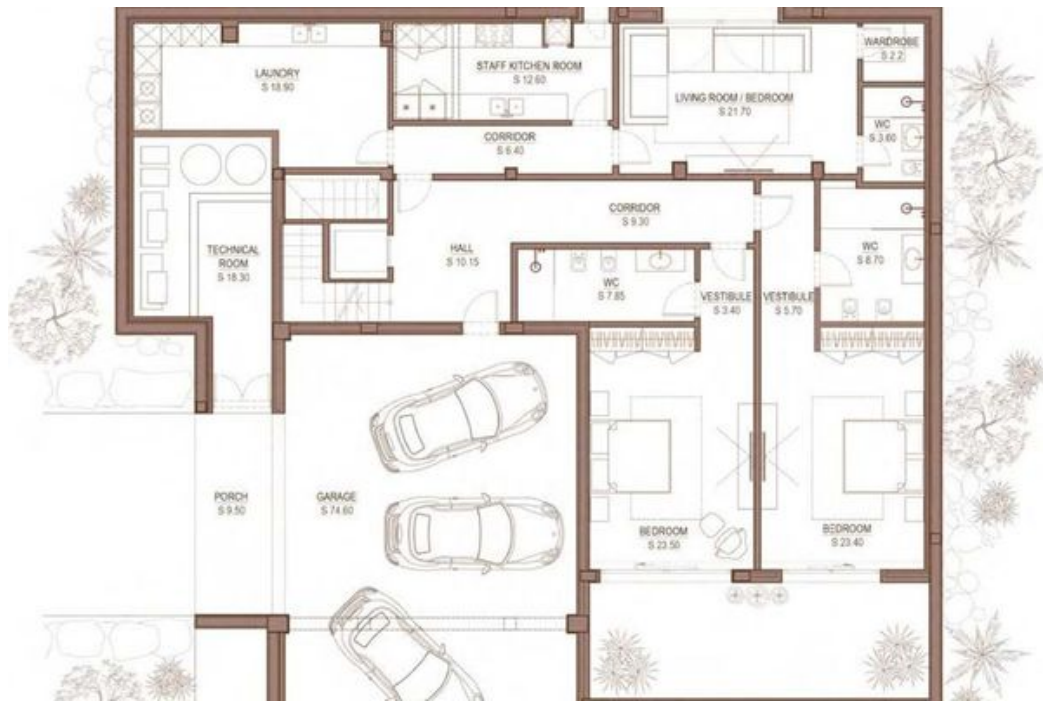 WARDROBE
S 2.2
STAFF KITCHEN ROOM
S 12.60
LAUNDRY
S 18.90
LIVING ROOM / BEDROOM
S 21.70
WC
S 3.60
CORRIDOR
S 6.40
CORRIDOR
S 9.30
HALL
S 10.15
TECHNICAL
ROOM
S 18.30
WC
S 8.70
WC
S 7.85
VESTIBULE
S 3.40
VESTIBULE
S 5.70
PORCH
S 9.50
GARAGE
S 74.60
BEDROOM
S 23.50
BEDROOM
S 23.40